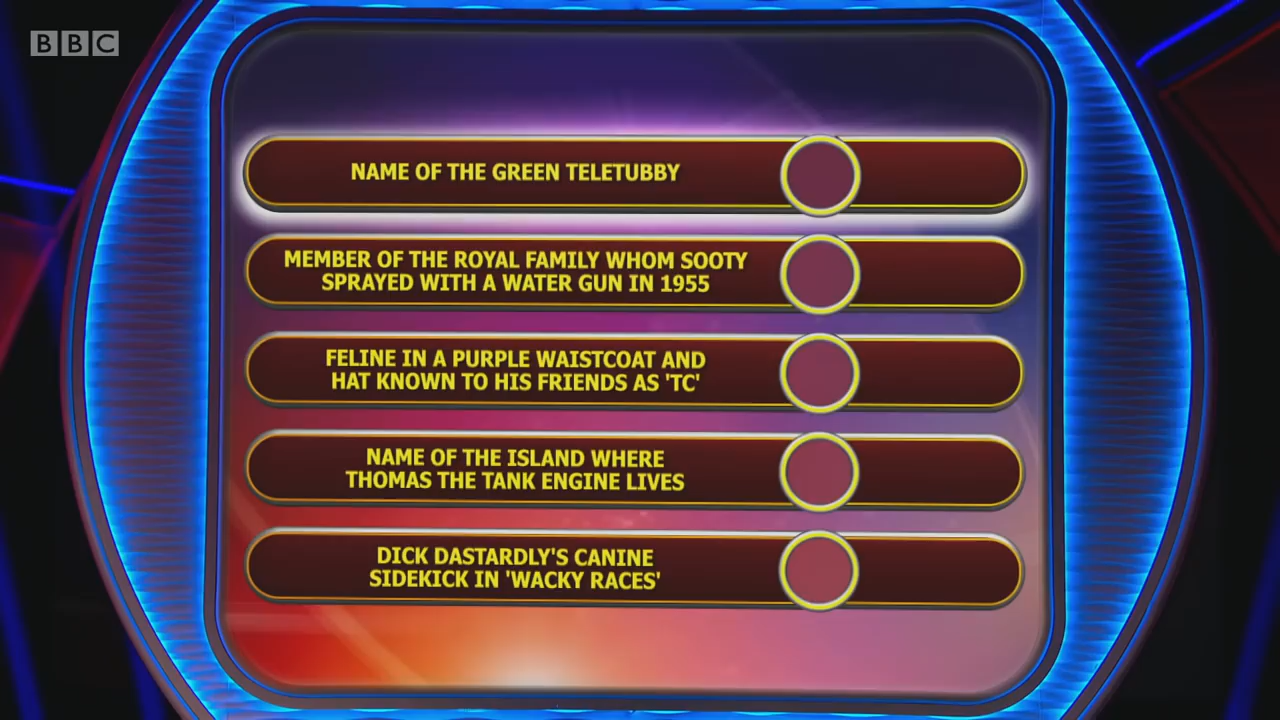 BBC
NAME OF THE GREEN TELETUBBY
MEMBER OF THE ROYAL FAMILY WHOM SOOTY
SPRAYED WITH A WATER GUN IN 1955
FELINE IN A PURPLE WAISTCOAT AND
HAT KNOWN TO HIS FRIENDS AS 'TC'
NAME OF THE ISLAND WHERE
THOMAS THE TANK ENGINE LIVES
DICK DASTARDLY'S CANINE
SIDEKICK IN 'WACKY RACES'